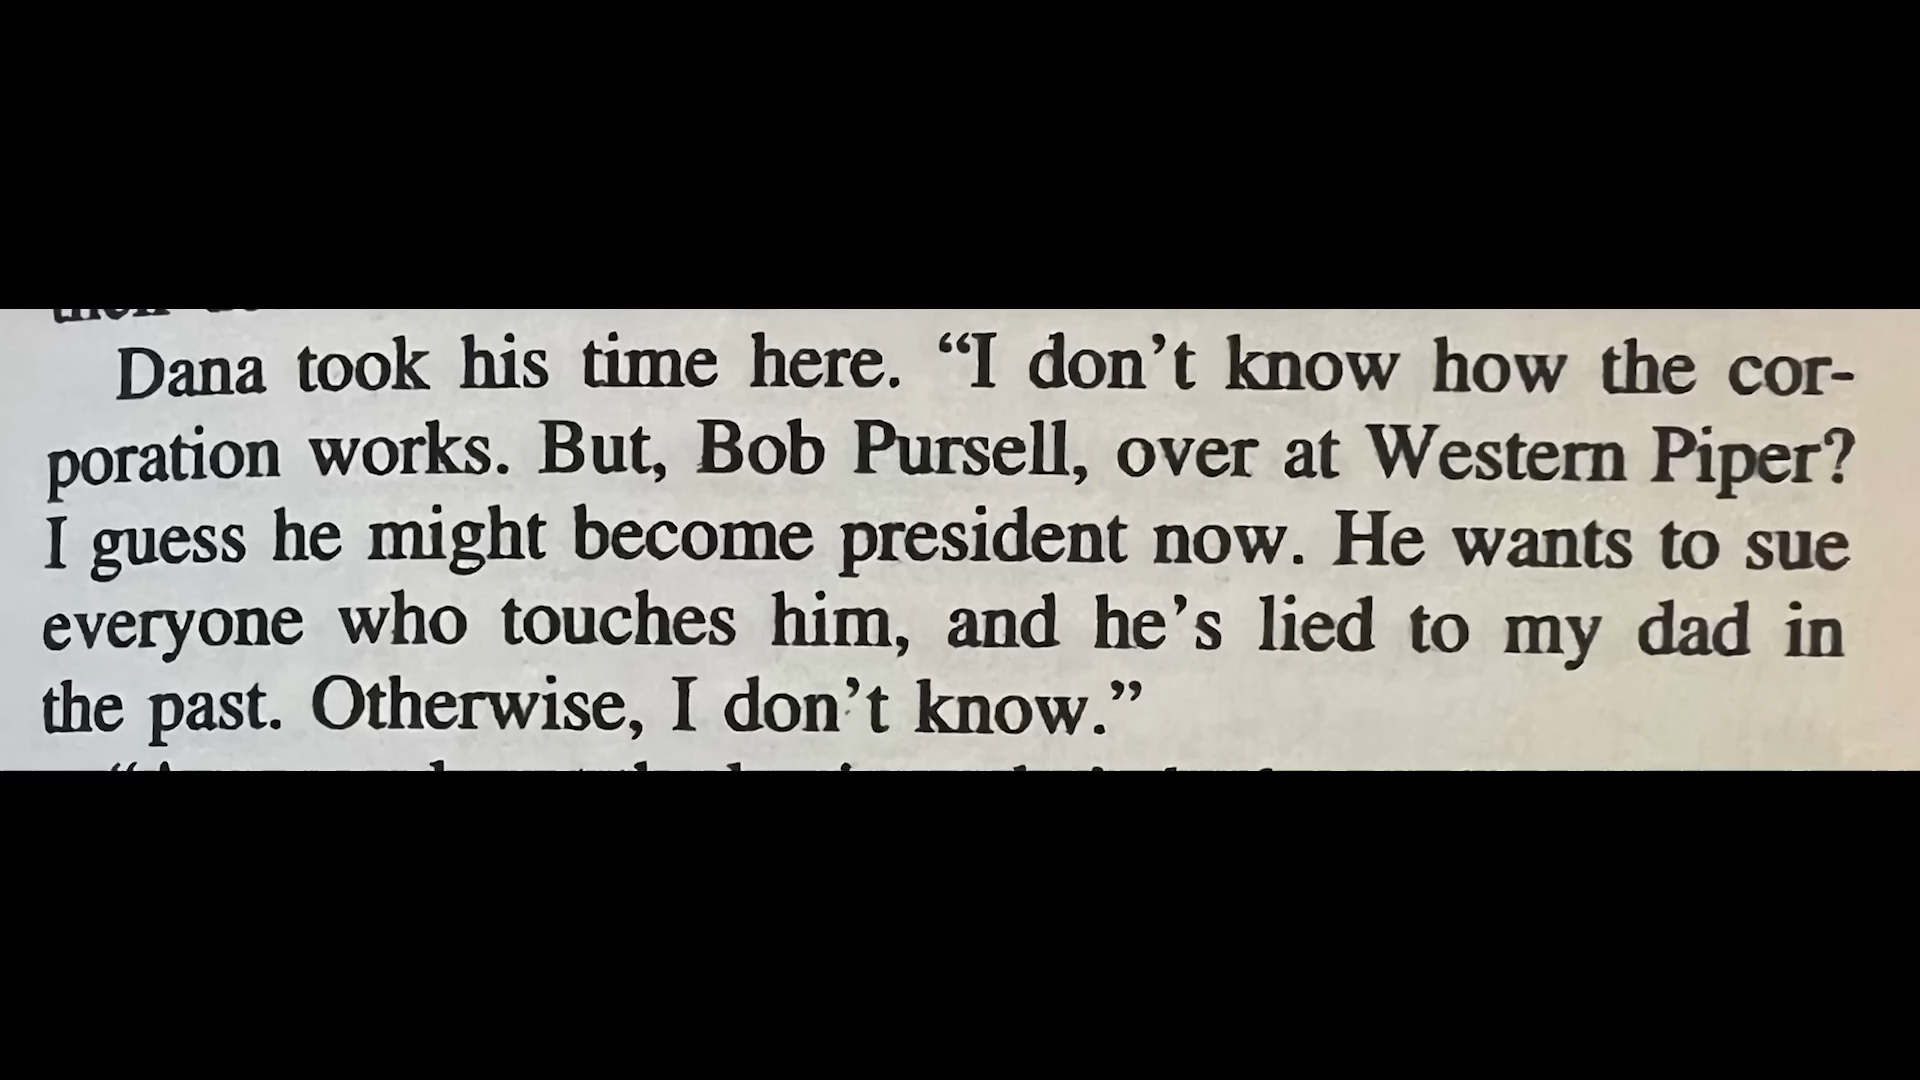 Dana took his time here. “I don’t know how the cor-
poration works. But, Bob Pursell, over at Western Piper?
I guess he might become president now. He wants to sue
everyone who touches him, and he’s lied to my dad in
the past. Otherwise, I don’t know.”